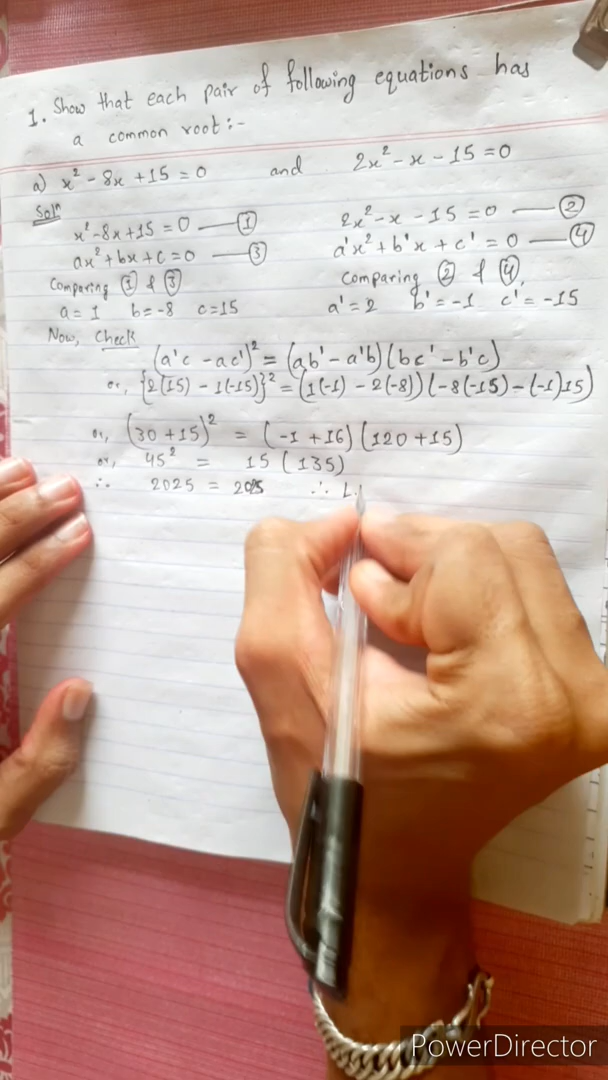 1. Show that each pair of following equations has
a common root:-
a) x² - 8x + 15 = 0 and 2x² - x - 15 = 0
Solⁿ
x² - 8x + 15 = 0 — ① 2x² - x - 15 = 0 — ②
ax² + bx + c = 0 — ③ a'x² + b'x + c' = 0 — ④
Comparing ① & ③ Comparing ② & ④
a = 1 b = -8 c = 15 a' = 2 b' = -1 c' = -15
Now, Check
(a'c - ac')² = (ab' - a'b)(bc' - b'c)
or, {2(15) - 1(-15)}² = (1(-1) - 2(-8))(-8(-15) - (-1)15)
or, (30 + 15)² = (-1 + 16)(120 + 15)
or, 45² = 15(135)
∴ 2025 = 2025 ∴ L.
PowerDirector